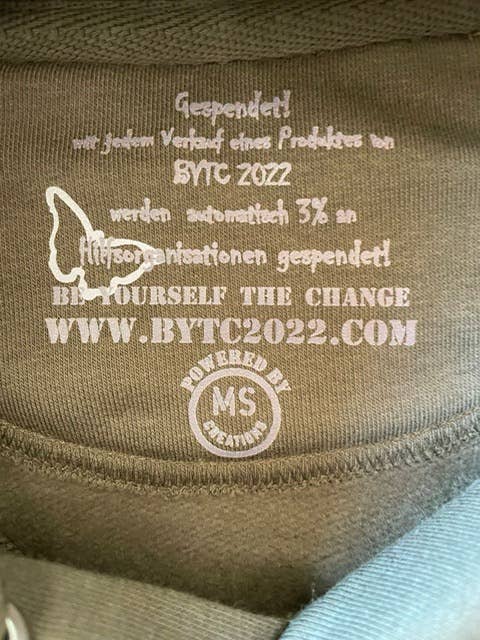 Gespendet!
mit jedem Verkauf eines Produktes von
BYTC 2022
werden automatisch 3% an
Hilfsorganisationen gespendet!
BE YOURSELF THE CHANGE
WWW.BYTC2022.COM
POWERED BY
MS
CREATIONS